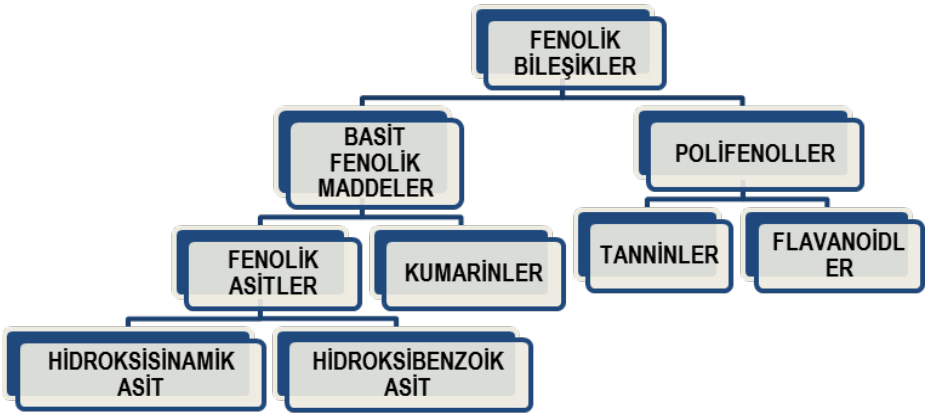 FENOLİK
BİLEŞİKLER
BASİT
FENOLİK
MADDELER
POLİFENOLLER
FENOLİK
ASİTLER
KUMARİNLER
TANNİNLER
FLAVANOİDL
ER
HİDROKSİSİNAMİK
ASİT
HİDROKSİBENZOİK
ASİT